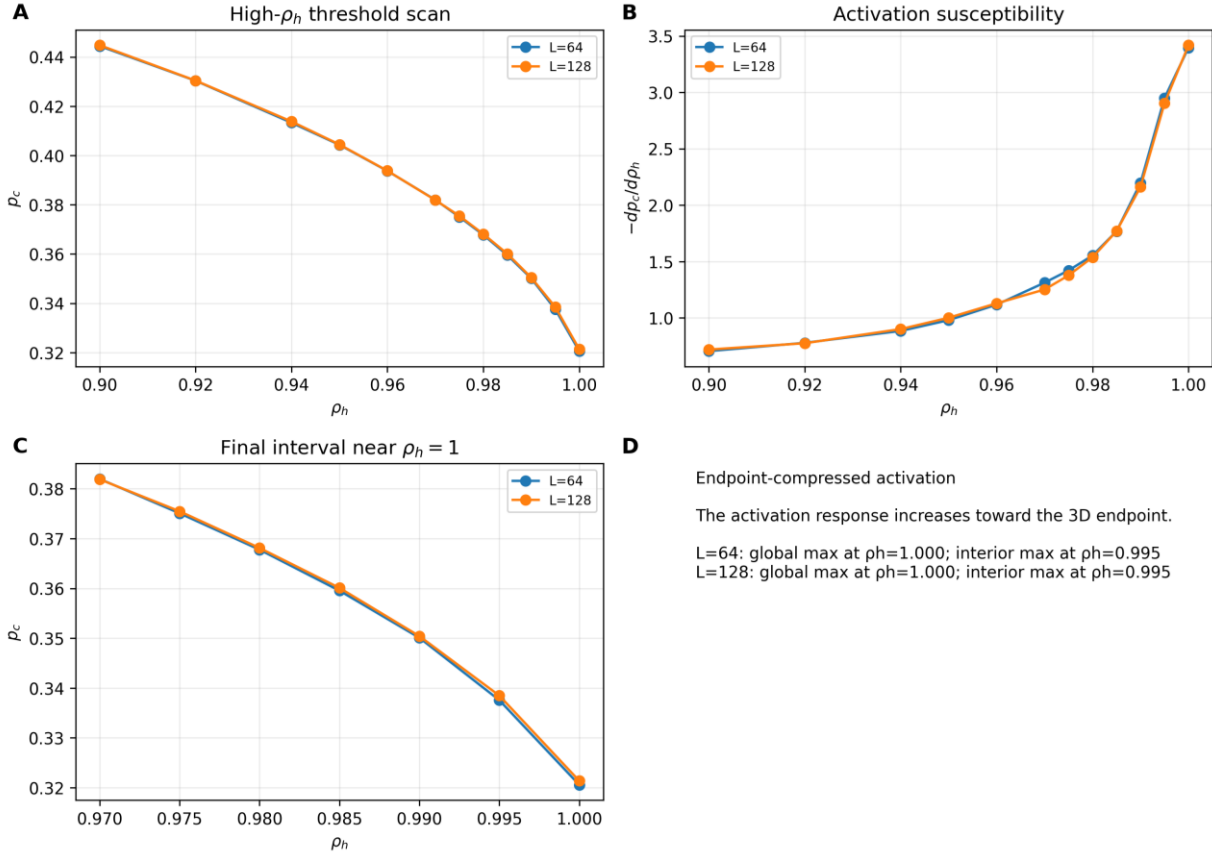 A
High-ρh threshold scan
L=64
L=128
pc
0.44
0.42
0.40
0.38
0.36
0.34
0.32
0.90 0.92 0.94 0.96 0.98 1.00
ρh
B
Activation susceptibility
L=64
L=128
−dpc/dρh
3.5
3.0
2.5
2.0
1.5
1.0
0.90 0.92 0.94 0.96 0.98 1.00
ρh
C
Final interval near ρh = 1
L=64
L=128
pc
0.38
0.37
0.36
0.35
0.34
0.33
0.32
0.970 0.975 0.980 0.985 0.990 0.995 1.000
ρh
D
Endpoint-compressed activation
The activation response increases toward the 3D endpoint.
L=64: global max at ρh=1.000; interior max at ρh=0.995
L=128: global max at ρh=1.000; interior max at ρh=0.995